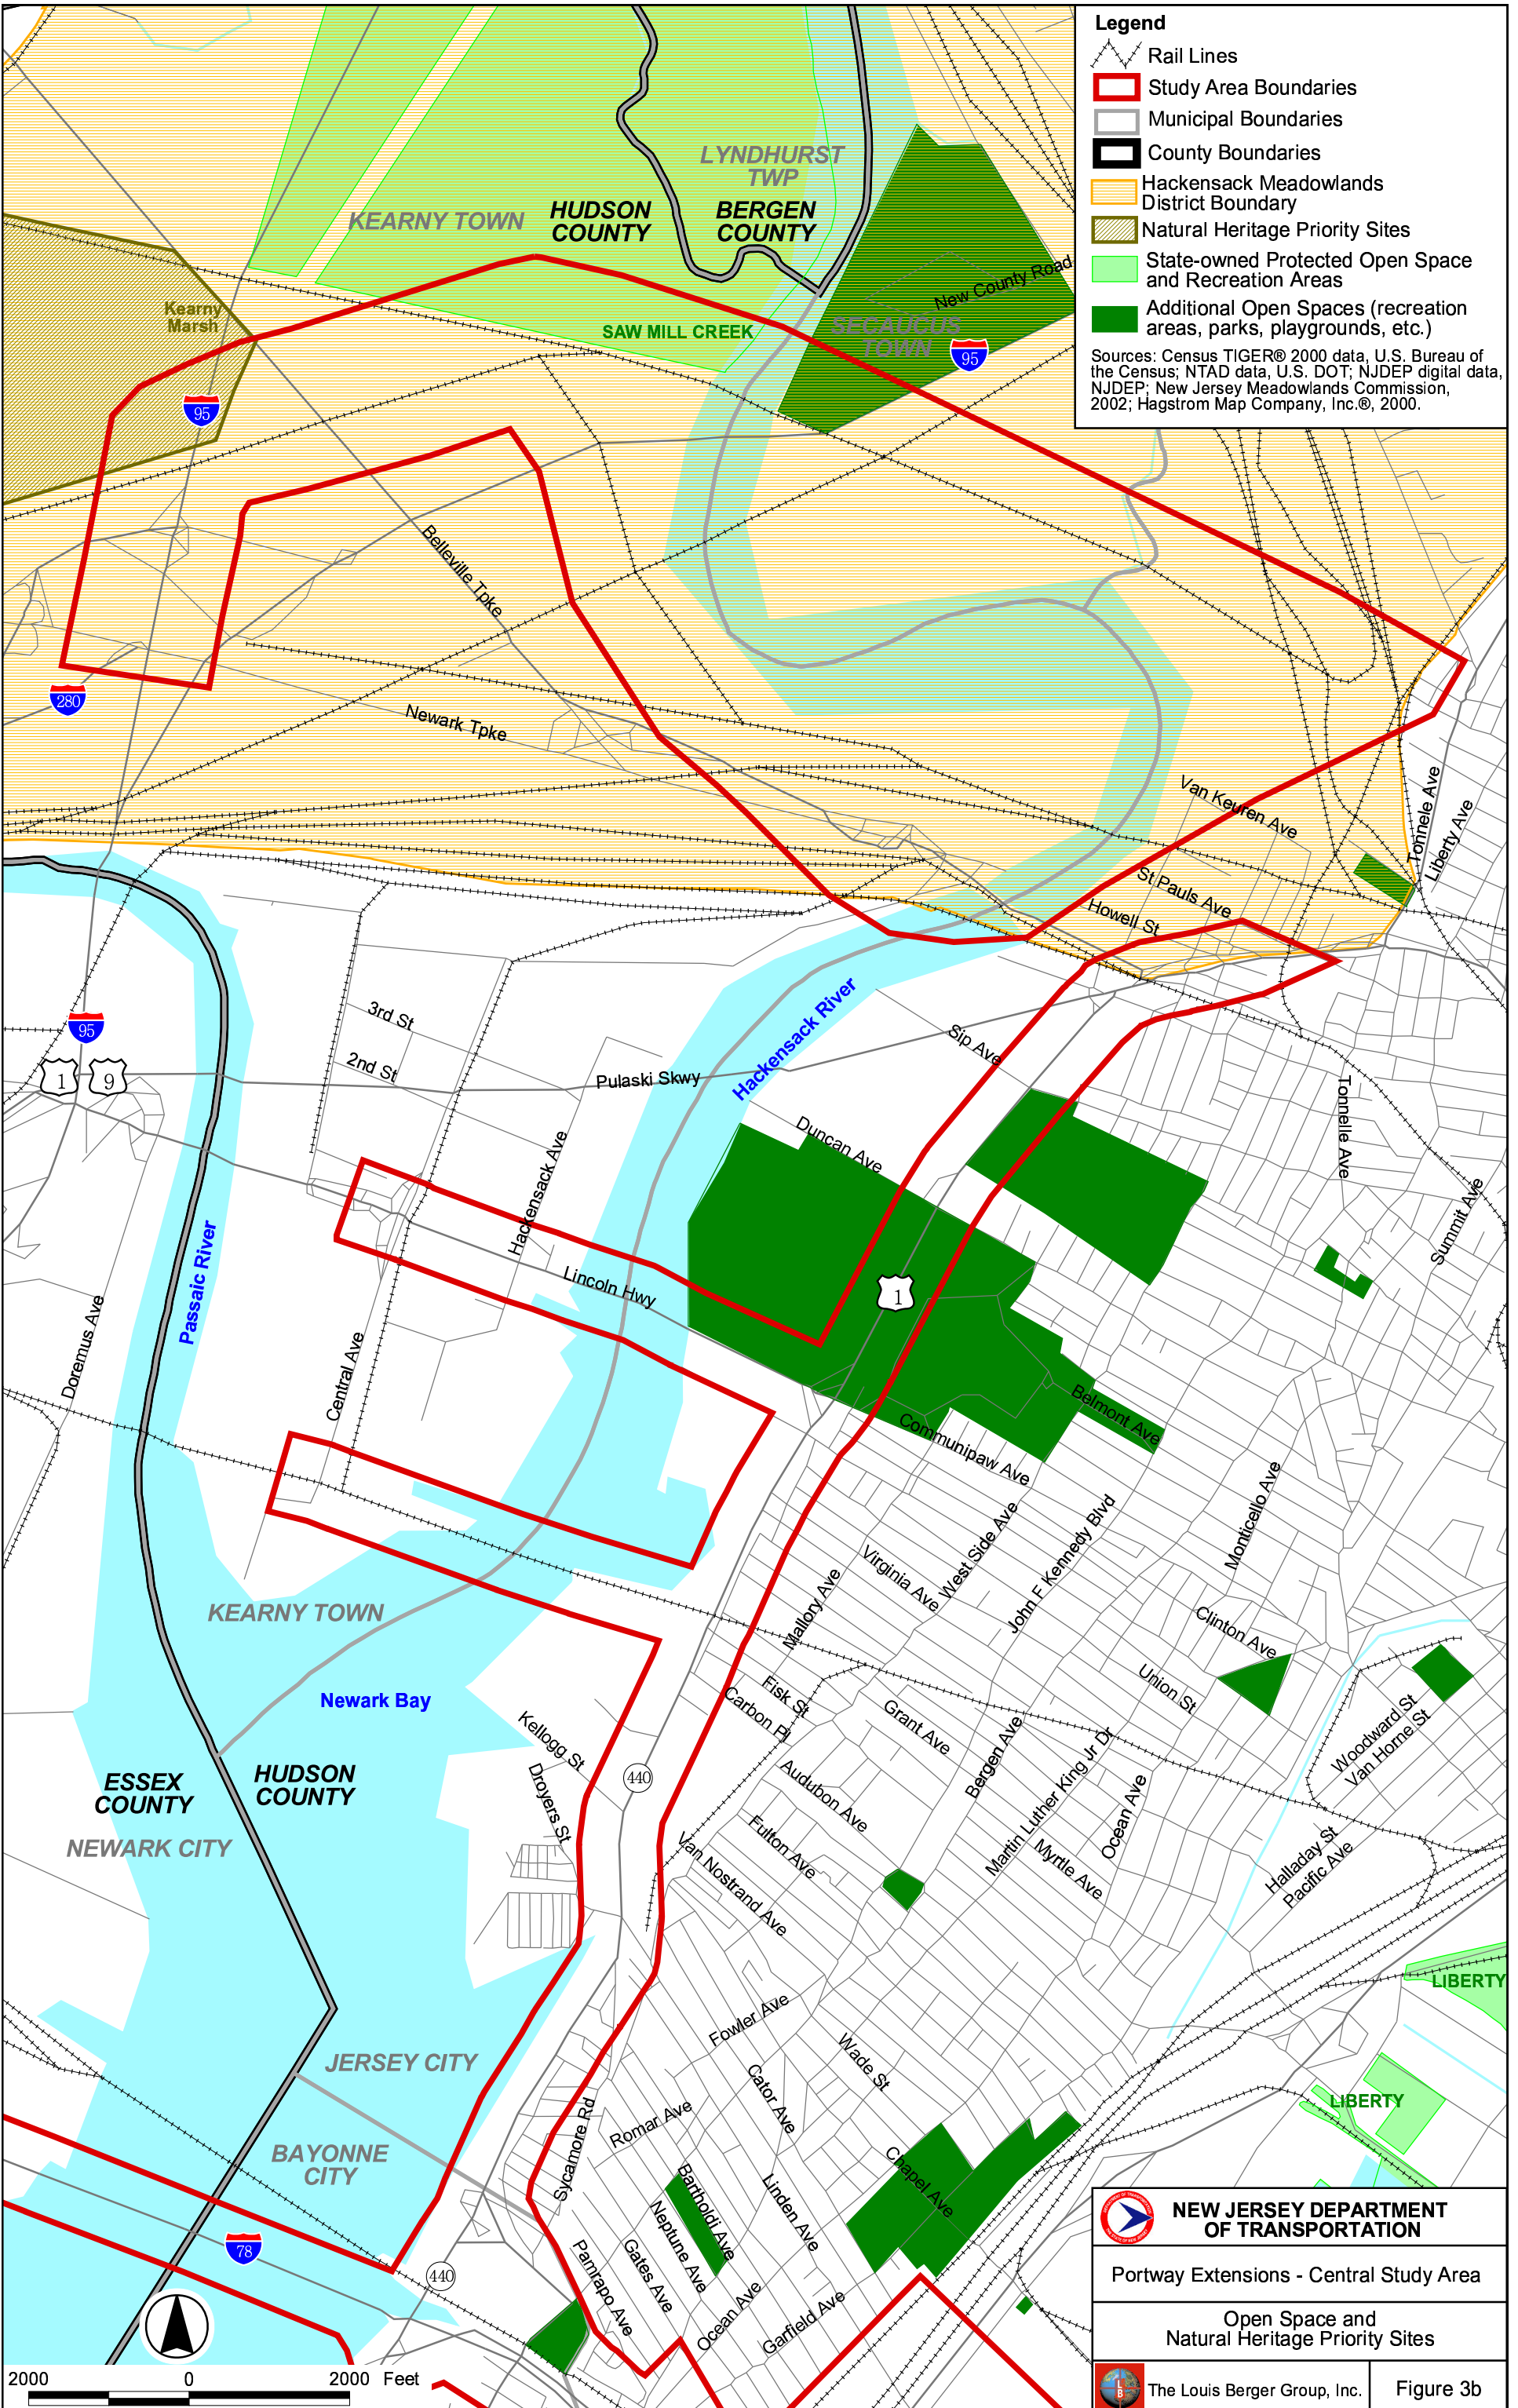 Legend
Rail Lines
Study Area Boundaries
Municipal Boundaries
County Boundaries
Hackensack Meadowlands
District Boundary
Natural Heritage Priority Sites
State-owned Protected Open Space
and Recreation Areas
Additional Open Spaces (recreation
areas, parks, playgrounds, etc.)
Sources: Census TIGER® 2000 data, U.S. Bureau of
the Census; NTAD data, U.S. DOT; NJDEP digital data,
NJDEP; New Jersey Meadowlands Commission,
2002; Hagstrom Map Company, Inc.®, 2000.
LYNDHURST
TWP
KEARNY TOWN
HUDSON
COUNTY
BERGEN
COUNTY
New County Road
Kearny
Marsh
SAW MILL CREEK
SECAUCUS
TOWN
95
95
Belleville Tpke
280
Newark Tpke
Van Keuren Ave
Tonnele Ave
Liberty Ave
St Pauls Ave
Howell St
95
3rd St
Hackensack River
Sip Ave
1
9
2nd St
Pulaski Skwy
Tonnelle Ave
Duncan Ave
Hackensack Ave
Summit Ave
Passaic River
Lincoln Hwy
1
Doremus Ave
Central Ave
Belmont Ave
Communipaw Ave
Monticello Ave
West Side Ave
John F Kennedy Blvd
Virginia Ave
Mallory Ave
KEARNY TOWN
Clinton Ave
Union St
Newark Bay
Fisk St
Carbon Pl
Grant Ave
Woodward St
Van Horne St
Kellogg St
Bergen Ave
Martin Luther King Jr Dr
ESSEX
COUNTY
HUDSON
COUNTY
440
Droyers St
Audubon Ave
Ocean Ave
NEWARK CITY
Fulton Ave
Myrtle Ave
Van Nostrand Ave
Halladay St
Pacific Ave
LIBERTY
Fowler Ave
Wade St
JERSEY CITY
Cator Ave
LIBERTY
Romar Ave
Sycamore Rd
BAYONNE
CITY
Chapel Ave
Bartholdi Ave
Linden Ave
Neptune Ave
78
Gates Ave
Pamrapo Ave
440
Ocean Ave
Garfield Ave
2000 0 2000 Feet
NEW JERSEY DEPARTMENT
OF TRANSPORTATION
Portway Extensions - Central Study Area
Open Space and
Natural Heritage Priority Sites
The Louis Berger Group, Inc.
Figure 3b